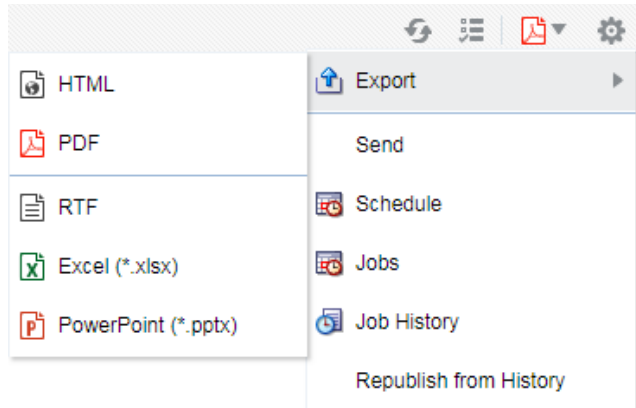 HTML
PDF
RTF
Excel (*.xlsx)
PowerPoint (*.pptx)
Export
Send
Schedule
Jobs
Job History
Republish from History